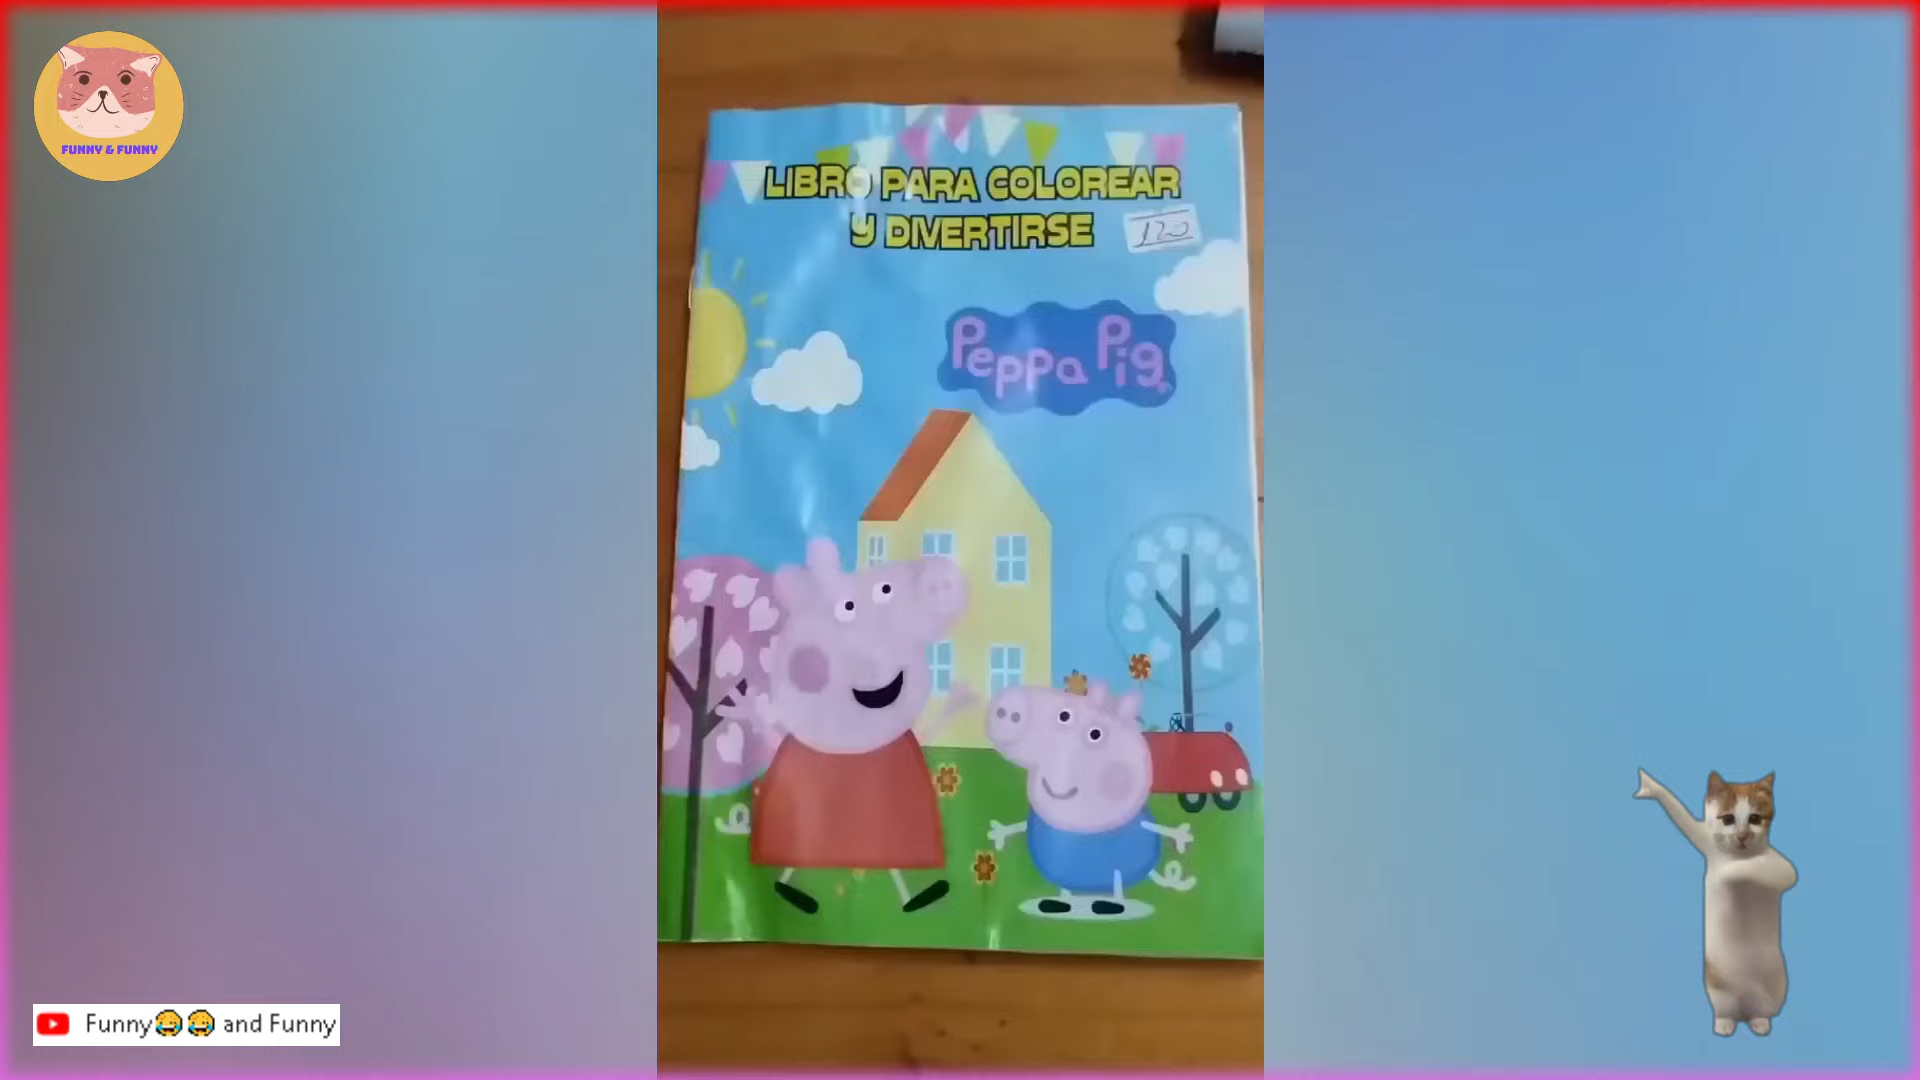 FUNNY & FUNNY
LIBRO PARA COLOREAR
Y DIVERTIRSE
120
Peppa Pig
Funny😂😂 and Funny